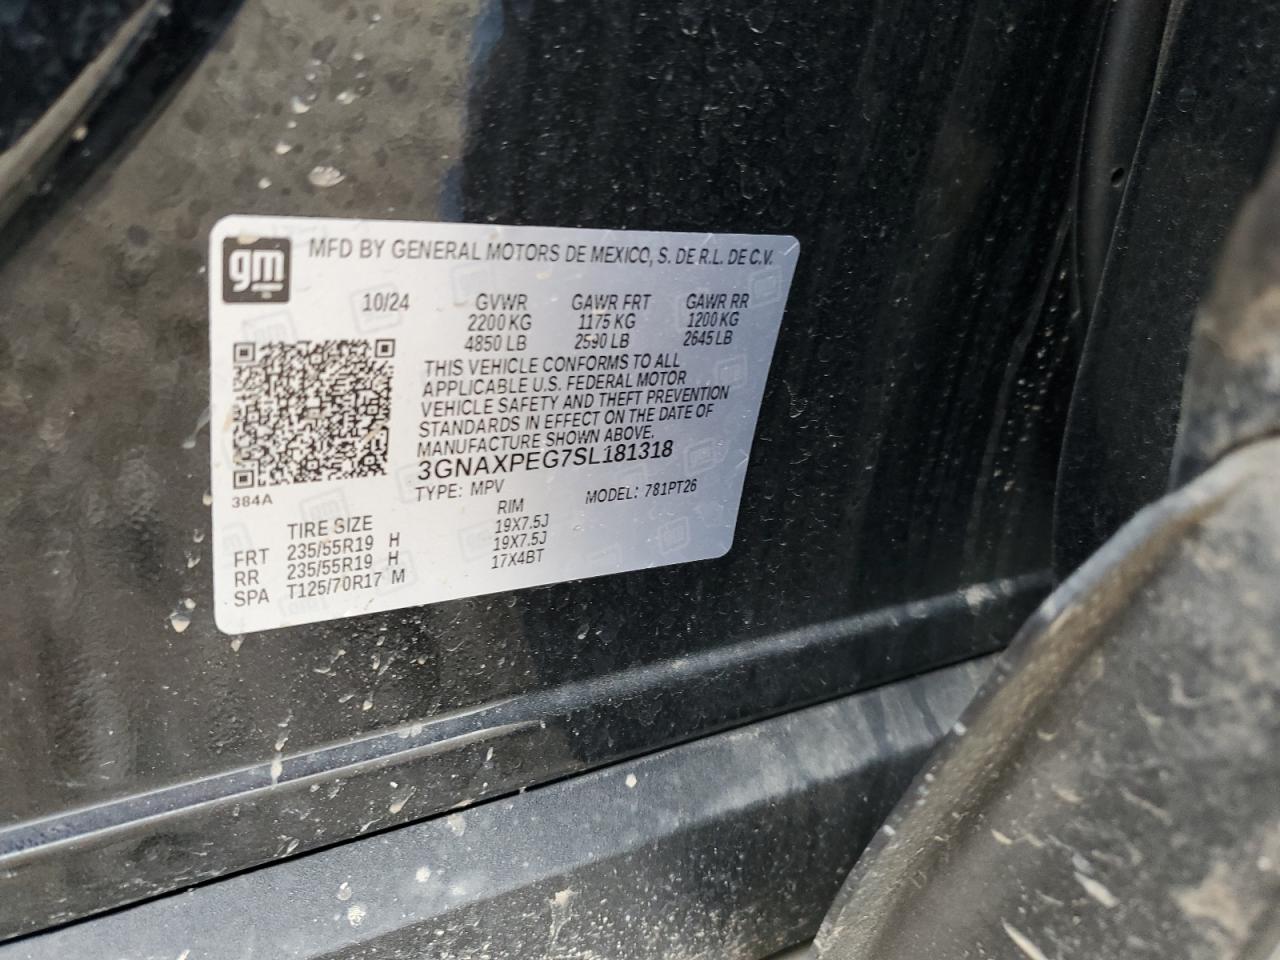 gm
MFD BY GENERAL MOTORS DE MEXICO, S. DE R.L. DE C.V.
10/24 GVWR GAWR FRT GAWR RR
2200 KG 1175 KG 1200 KG
4850 LB 2590 LB 2645 LB
THIS VEHICLE CONFORMS TO ALL
APPLICABLE U.S. FEDERAL MOTOR
VEHICLE SAFETY AND THEFT PREVENTION
STANDARDS IN EFFECT ON THE DATE OF
MANUFACTURE SHOWN ABOVE.
3GNAXPEG7SL181318
384A TYPE: MPV MODEL: 781PT26
TIRE SIZE RIM
FRT 235/55R19 H 19X7.5J
RR 235/55R19 H 19X7.5J
SPA T125/70R17 M 17X4BT